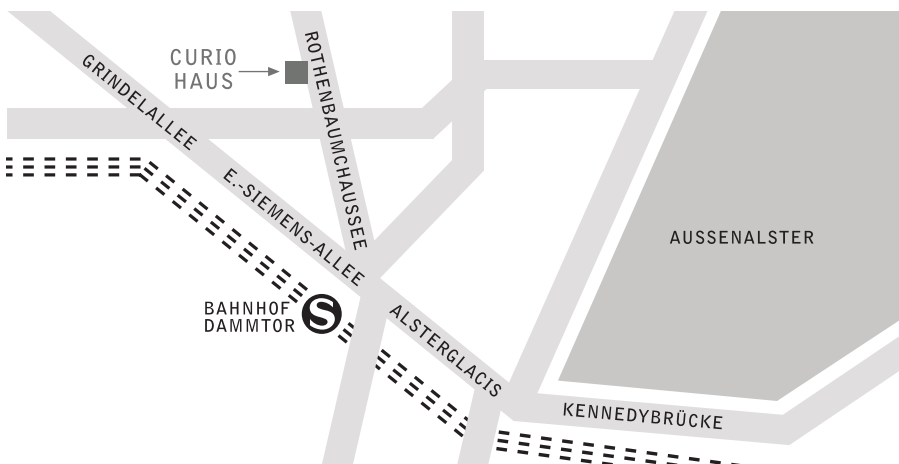 CURIO
HAUS
GRINDELALLEE
ROTHENBAUMCHAUSSEE
E.-SIEMENS-ALLEE
AUSSENALSTER
BAHNHOF
DAMMTOR
S
ALSTERGLACIS
KENNEDYBRÜCKE